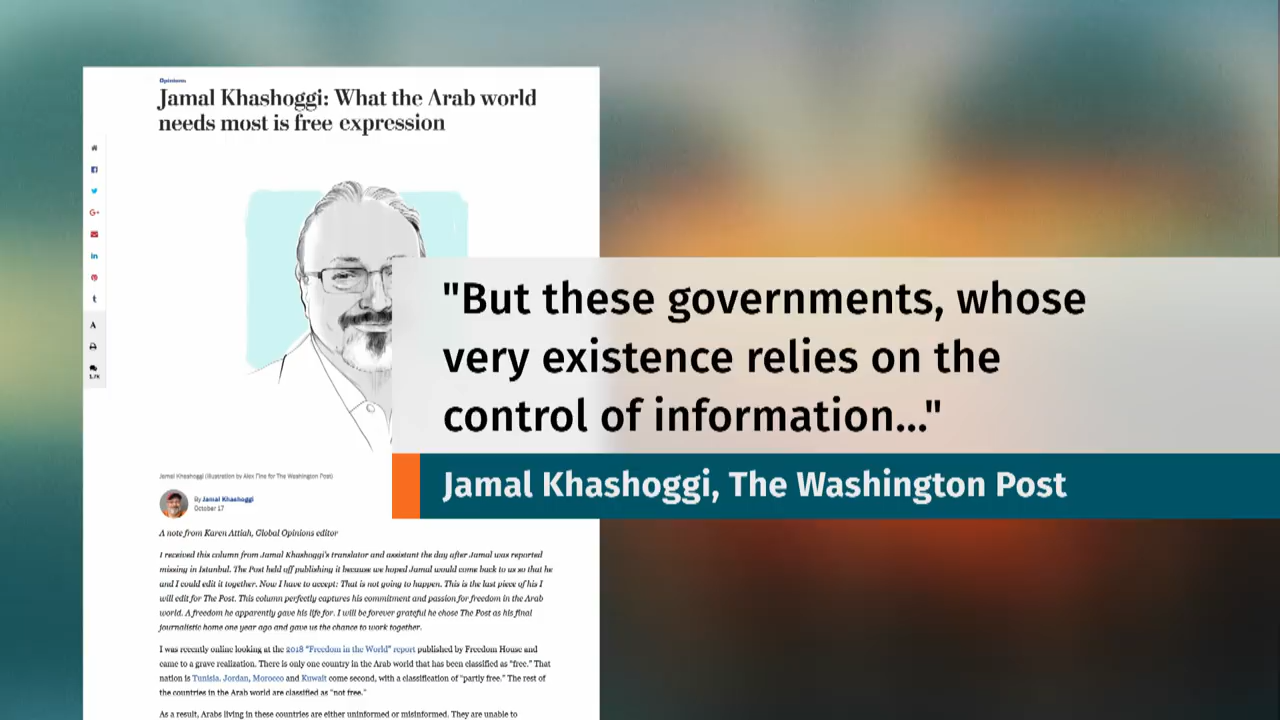 Opinions
Jamal Khashoggi: What the Arab world
needs most is free expression
"But these governments, whose
very existence relies on the
control of information..."
Jamal Khashoggi, The Washington Post
Jamal Khashoggi (Illustration by Alex Fine for The Washington Post)
By Jamal Khashoggi
October 17
A note from Karen Attiah, Global Opinions editor
I received this column from Jamal Khashoggi's translator and assistant the day after Jamal was reported
missing in Istanbul. The Post held off publishing it because we hoped Jamal would come back to us so that he
and I could edit it together. Now I have to accept: That is not going to happen. This is the last piece of his I
will edit for The Post. This column perfectly captures his commitment and passion for freedom in the Arab
world. A freedom he apparently gave his life for. I will be forever grateful he chose The Post as his final
journalistic home one year ago and gave us the chance to work together.
I was recently online looking at the 2018 "Freedom in the World" report published by Freedom House and
came to a grave realization. There is only one country in the Arab world that has been classified as "free." That
nation is Tunisia. Jordan, Morocco and Kuwait come second, with a classification of "partly free." The rest of
the countries in the Arab world are classified as "not free."
As a result, Arabs living in these countries are either uninformed or misinformed. They are unable to